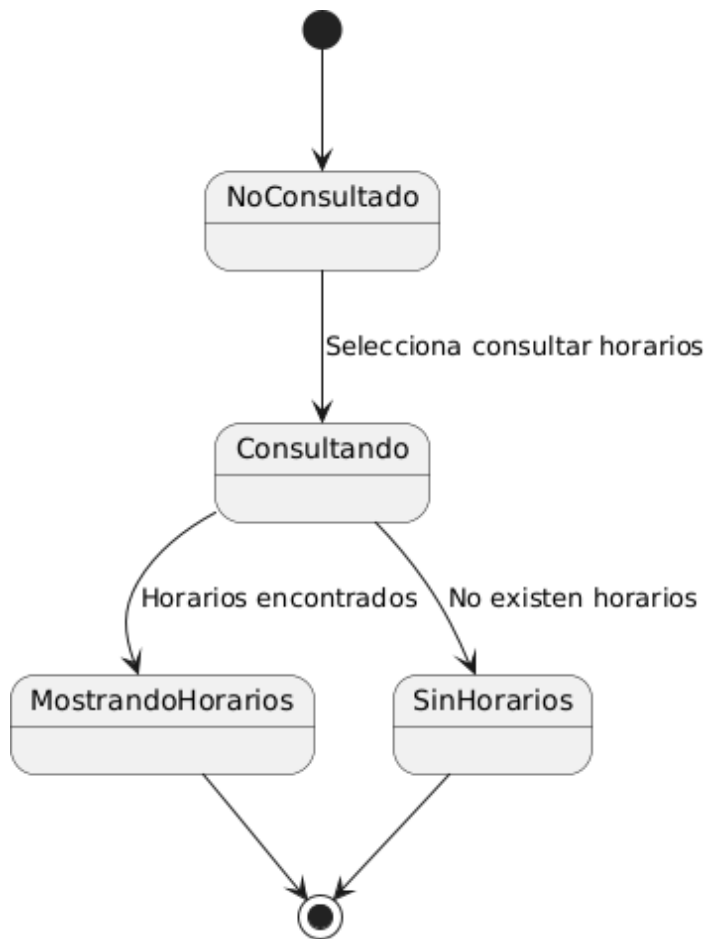 NoConsultado
Selecciona consultar horarios
Consultando
Horarios encontrados
No existen horarios
MostrandoHorarios
SinHorarios